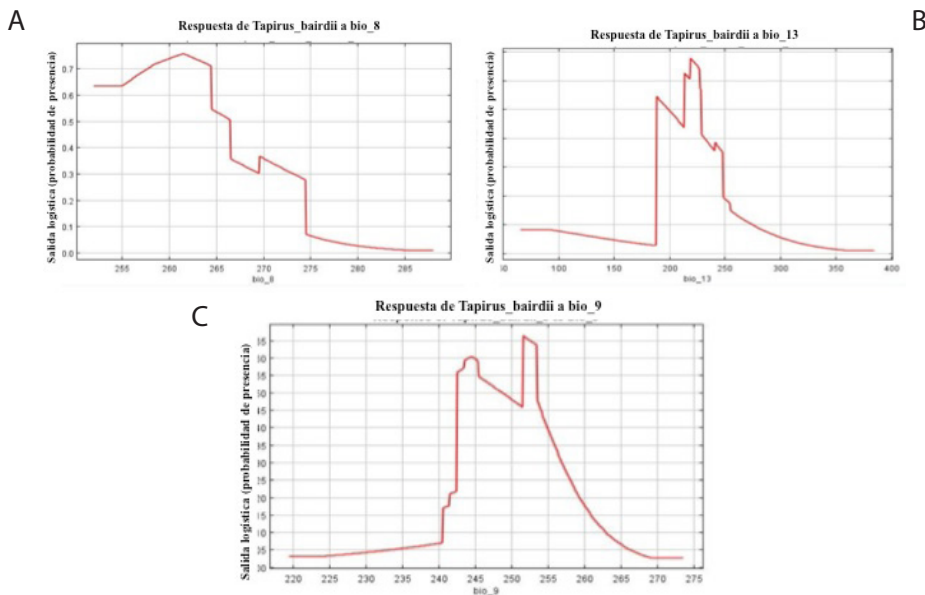 A
Respuesta de Tapirus_bairdii a bio_8
Salida logística (probabilidad de presencia)
0.7
0.6
0.5
0.4
0.3
0.2
0.1
0.0
255 260 265 270 275 280 285
bio_8
B
Respuesta de Tapirus_bairdii a bio_13
Salida logística (probabilidad de presencia)
100 150 200 250 300 350 400
bio_13
C
Respuesta de Tapirus_bairdii a bio_9
Salida logística (probabilidad de presencia)
220 225 230 235 240 245 250 255 260 265 270 275
bio_9